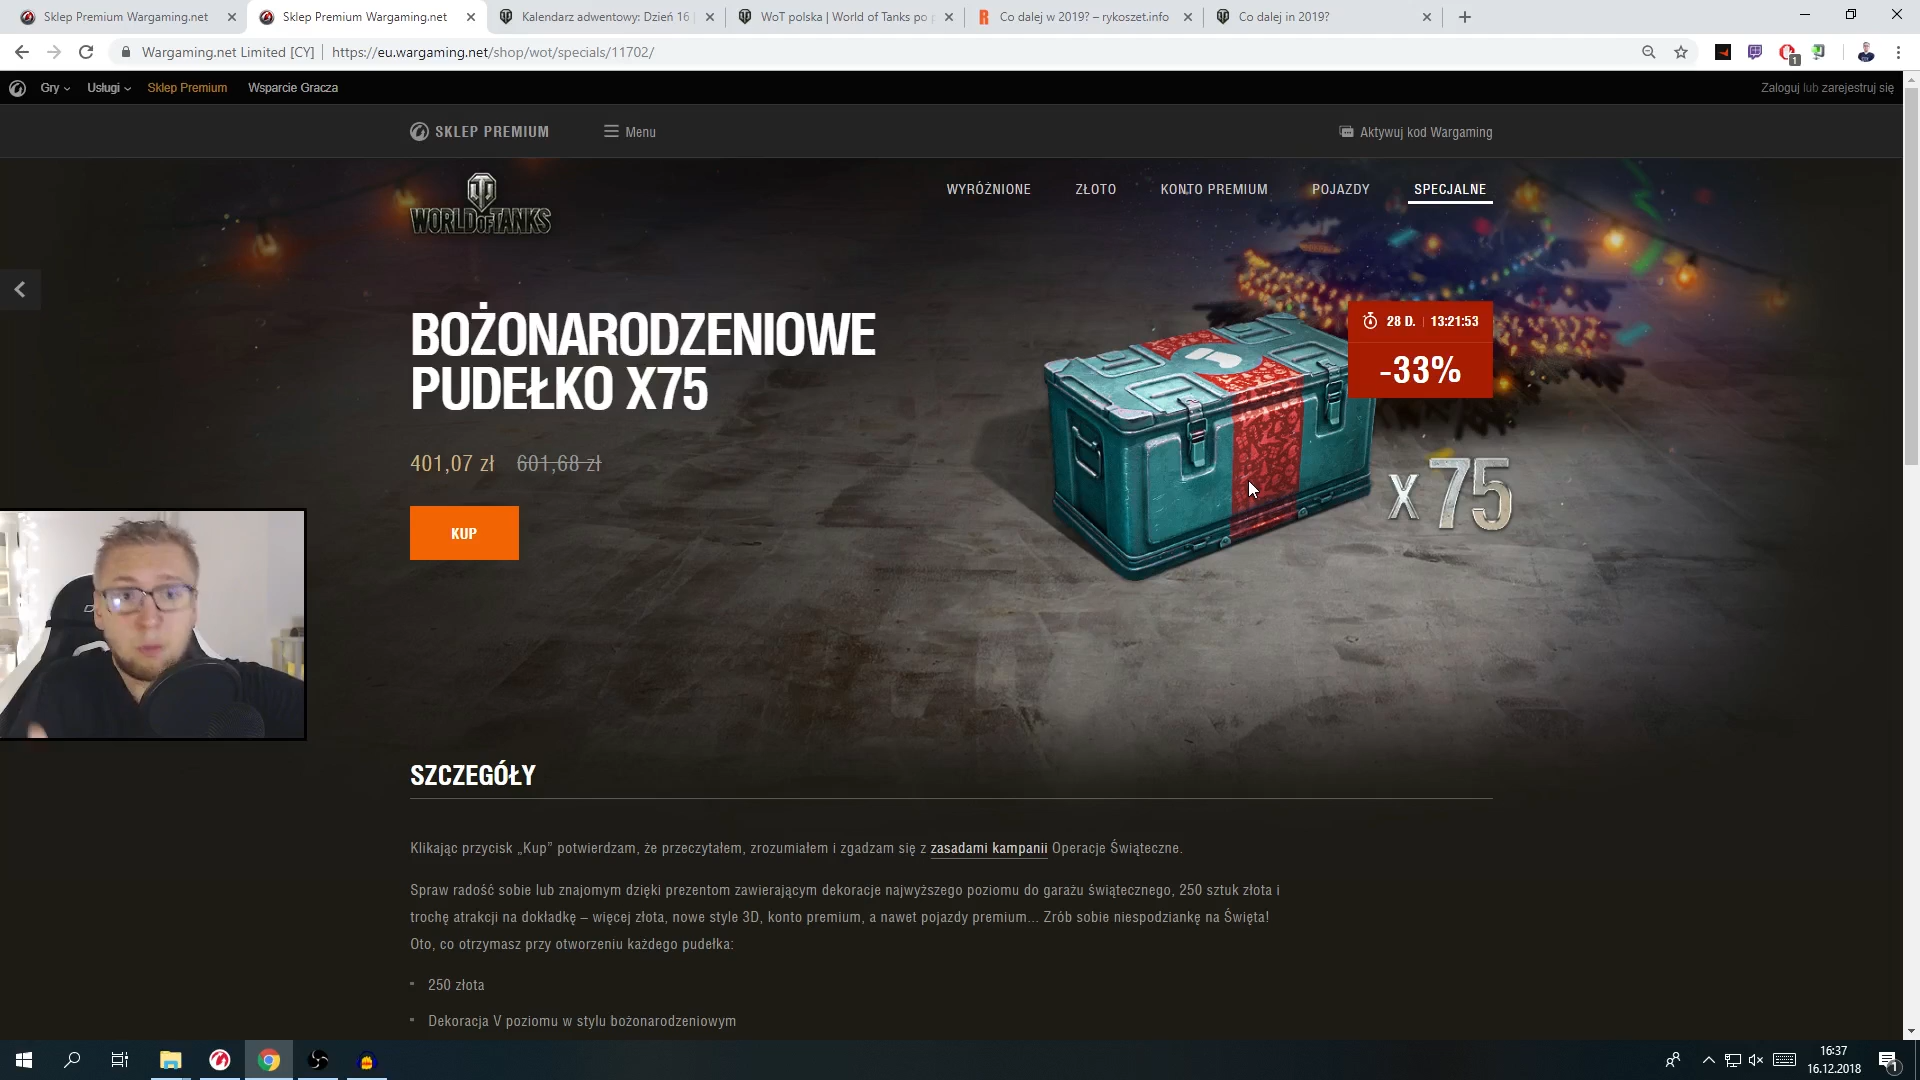 Sklep Premium Wargaming.net
Sklep Premium Wargaming.net
Kalendarz adwentowy: Dzień 16
WoT polska | World of Tanks po
Co dalej w 2019? – rykoszet.info
Co dalej in 2019?
Wargaming.net Limited [CY] | https://eu.wargaming.net/shop/wot/specials/11702/
1
Gry
Usługi
Sklep Premium
Wsparcie Gracza
Zaloguj lub zarejestruj się
SKLEP PREMIUM
Menu
Aktywuj kod Wargaming
WORLD OF TANKS
WYRÓŻNIONE
ZŁOTO
KONTO PREMIUM
POJAZDY
SPECJALNE
BOŻONARODZENIOWE
PUDEŁKO X75
28 D. | 13:21:53
-33%
401,07 zł 601,68 zł
x75
KUP
SZCZEGÓŁY
Klikając przycisk „Kup” potwierdzam, że przeczytałem, zrozumiałem i zgadzam się z zasadami kampanii Operacje Świąteczne.
Spraw radość sobie lub znajomym dzięki prezentom zawierającym dekoracje najwyższego poziomu do garażu świątecznego, 250 sztuk złota i
trochę atrakcji na dokładkę – więcej złota, nowe style 3D, konto premium, a nawet pojazdy premium... Zrób sobie niespodziankę na Święta!
Oto, co otrzymasz przy otworzeniu każdego pudełka:
250 złota
Dekoracja V poziomu w stylu bożonarodzeniowym
16:37
16.12.2018
1